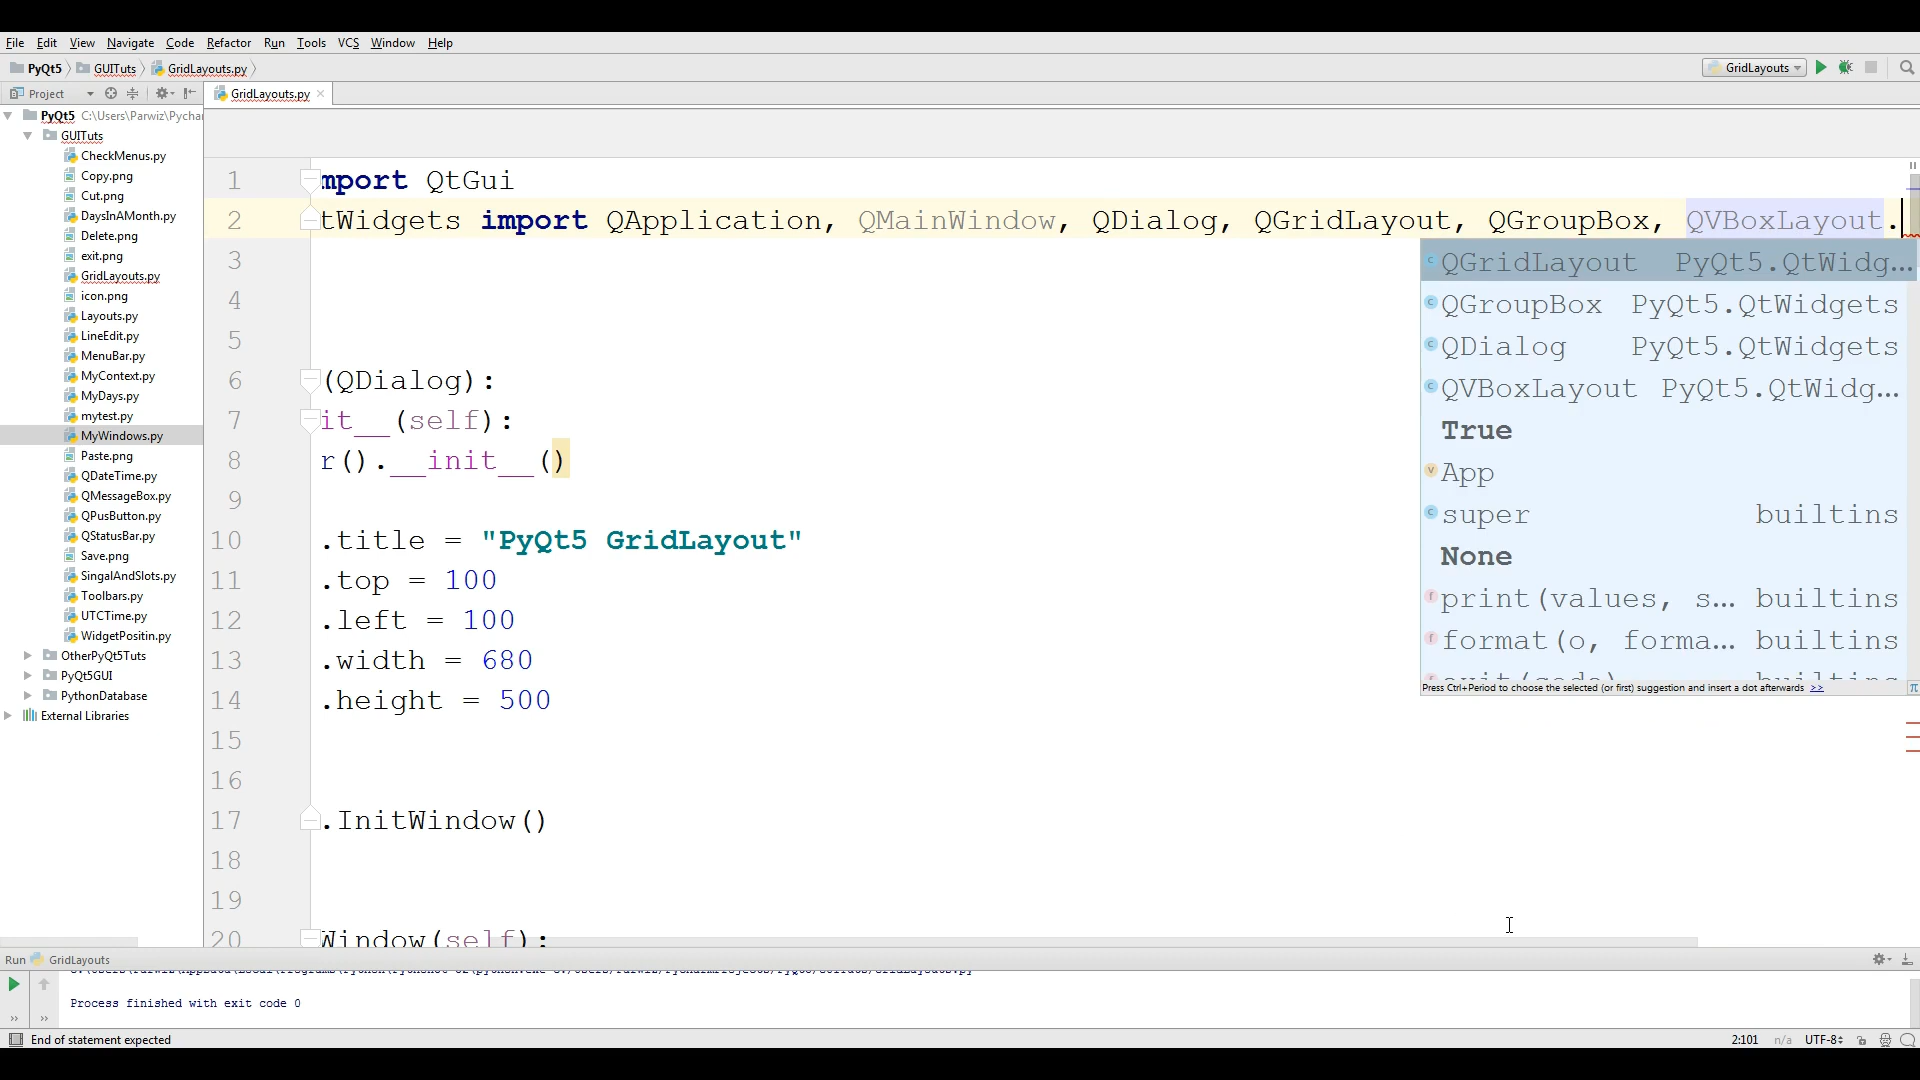 File Edit View Navigate Code Refactor Run Tools VCS Window Help
PyQt5 GUITuts GridLayouts.py GridLayouts
Project GridLayouts.py
PyQt5 C:\Users\Parwiz\Pychar
GUITuts
CheckMenus.py
Copy.png
Cut.png
DaysInAMonth.py
Delete.png
exit.png
GridLayouts.py
icon.png
Layouts.py
LineEdit.py
MenuBar.py
MyContext.py
MyDays.py
mytest.py
MyWindows.py
Paste.png
QDateTime.py
QMessageBox.py
QPusButton.py
QStatusBar.py
Save.png
SingalAndSlots.py
Toolbars.py
UTCTime.py
WidgetPositin.py
OtherPyQt5Tuts
PyQt5GUI
PythonDatabase
External Libraries
1 mport QtGui
2 tWidgets import QApplication, QMainWindow, QDialog, QGridLayout, QGroupBox, QVBoxLayout.
3
4
5
6 (QDialog):
7 it__(self):
8 r().__init__()
9
10 .title = "PyQt5 GridLayout"
11 .top = 100
12 .left = 100
13 .width = 680
14 .height = 500
15
16
17 .InitWindow()
18
19
20 Window(self):
QGridLayout PyQt5.QtWidg...
QGroupBox PyQt5.QtWidgets
QDialog PyQt5.QtWidgets
QVBoxLayout PyQt5.QtWidg...
True
App
super builtins
None
print(values, s... builtins
format(o, forma... builtins
Press Ctrl+Period to choose the selected (or first) suggestion and insert a dot afterwards >>
Run GridLayouts
Process finished with exit code 0
End of statement expected 2:101 n/a UTF-8